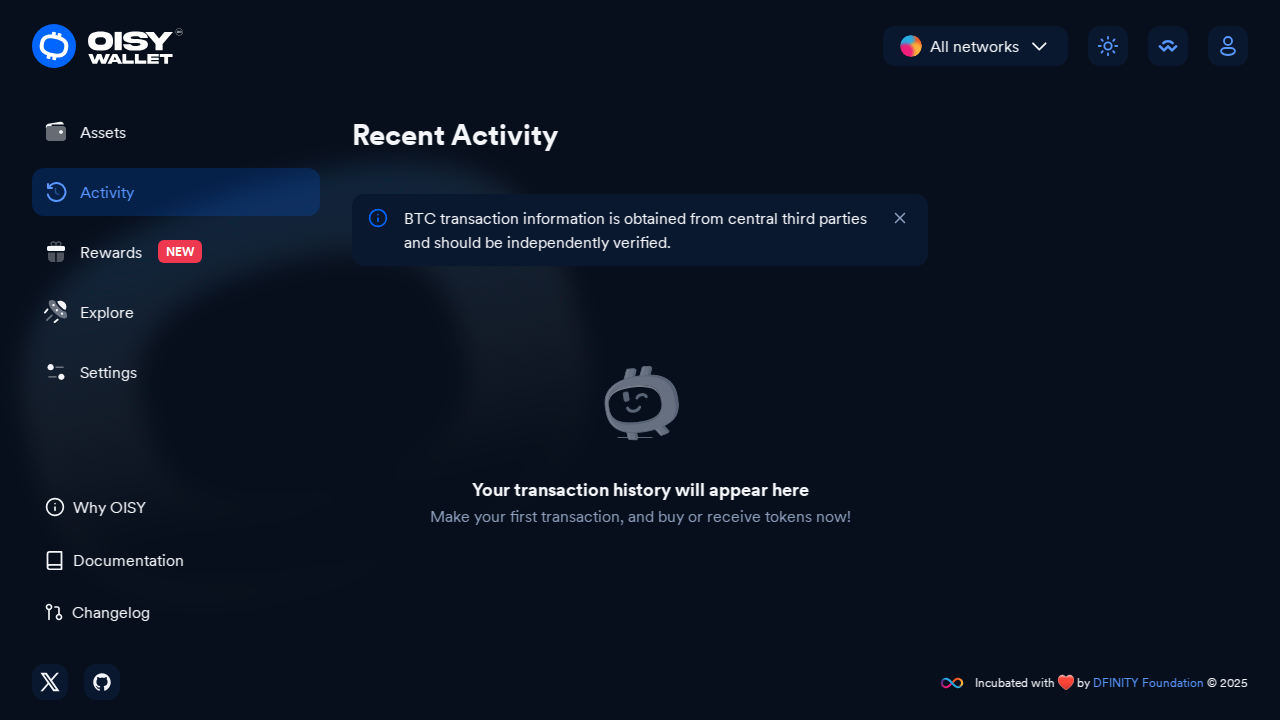 OISY
WALLET
All networks
Assets
Activity
Rewards NEW
Explore
Settings
Why OISY
Documentation
Changelog
Recent Activity
BTC transaction information is obtained from central third parties
and should be independently verified.
Your transaction history will appear here
Make your first transaction, and buy or receive tokens now!
Incubated with ❤️ by DFINITY Foundation © 2025